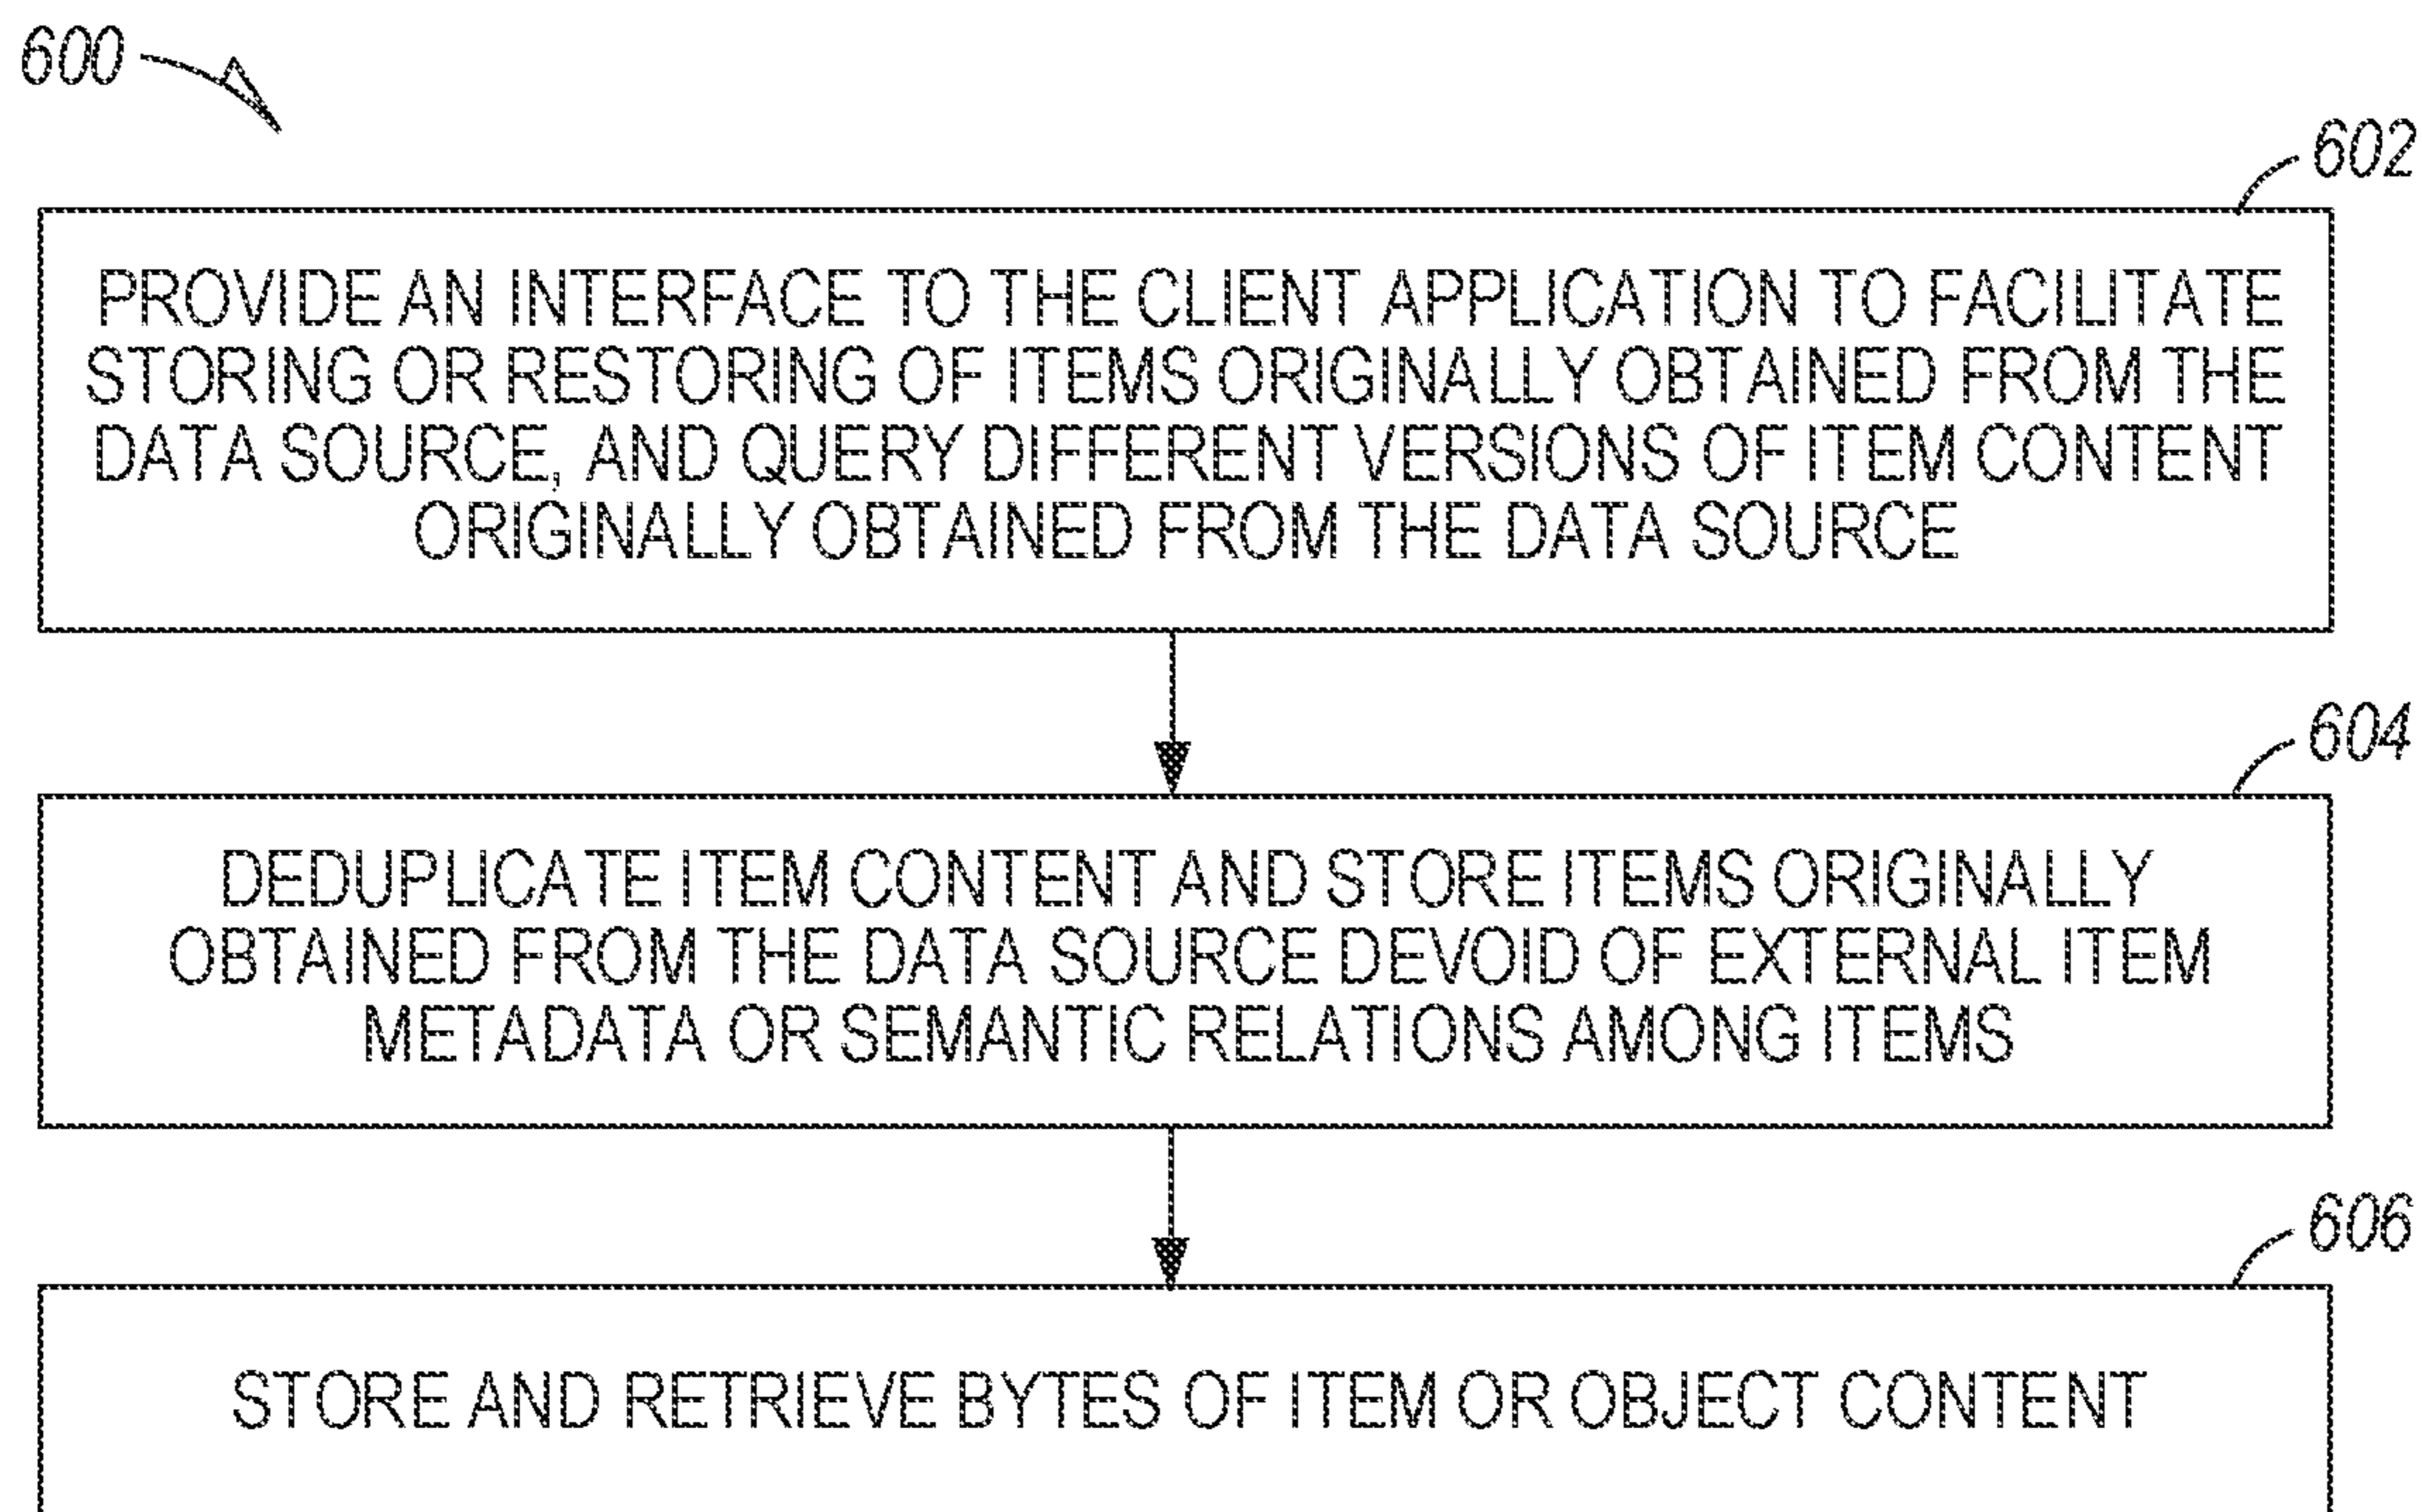 600
602
PROVIDE AN INTERFACE TO THE CLIENT APPLICATION TO FACILITATE
STORING OR RESTORING OF ITEMS ORIGINALLY OBTAINED FROM THE
DATA SOURCE, AND QUERY DIFFERENT VERSIONS OF ITEM CONTENT
ORIGINALLY OBTAINED FROM THE DATA SOURCE
604
DEDUPLICATE ITEM CONTENT AND STORE ITEMS ORIGINALLY
OBTAINED FROM THE DATA SOURCE DEVOID OF EXTERNAL ITEM
METADATA OR SEMANTIC RELATIONS AMONG ITEMS
606
STORE AND RETRIEVE BYTES OF ITEM OR OBJECT CONTENT